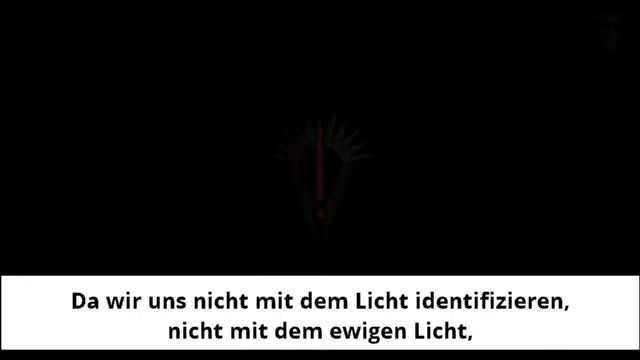 Da wir uns nicht mit dem Licht identifizieren,
nicht mit dem ewigen Licht,